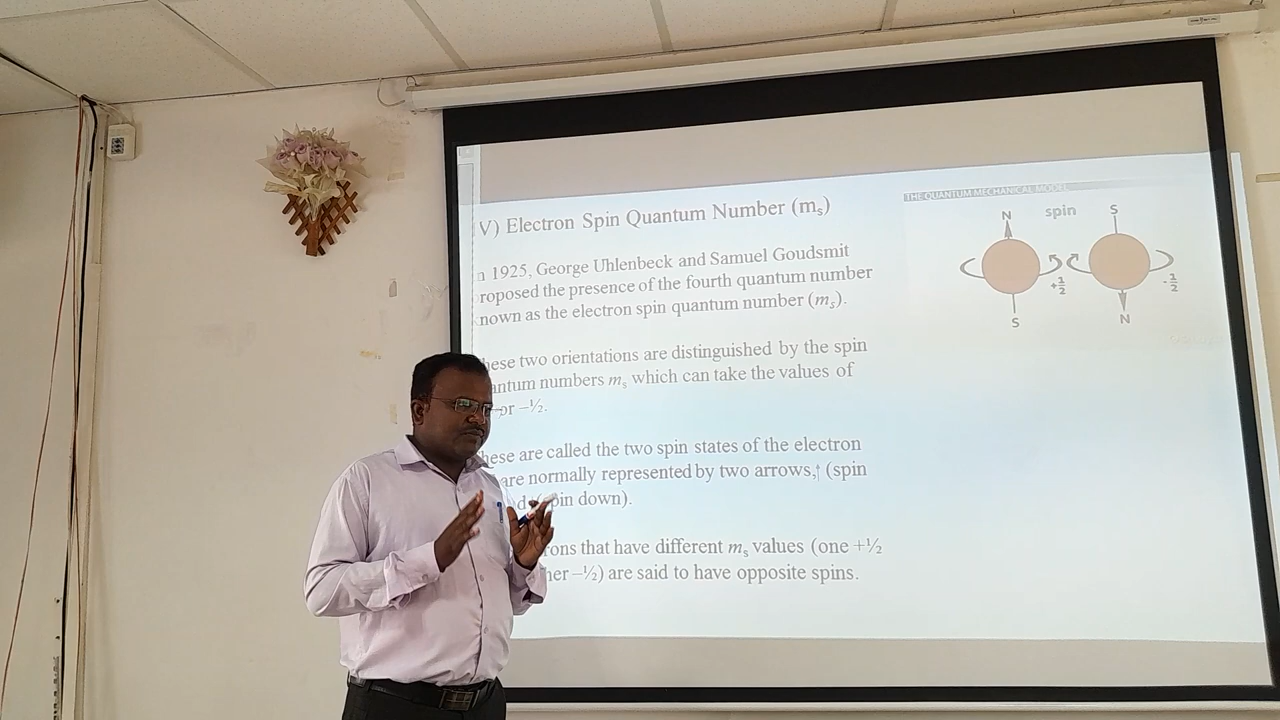 V) Electron Spin Quantum Number (ms)
n 1925, George Uhlenbeck and Samuel Goudsmit
roposed the presence of the fourth quantum number
nown as the electron spin quantum number (ms).
hese two orientations are distinguished by the spin
antum numbers ms which can take the values of
or –½.
hese are called the two spin states of the electron
are normally represented by two arrows,↑ (spin
d (spin down).
rons that have different ms values (one +½
her –½) are said to have opposite spins.
THE QUANTUM MECHANICAL MODEL
N spin S
+½ -½
S N